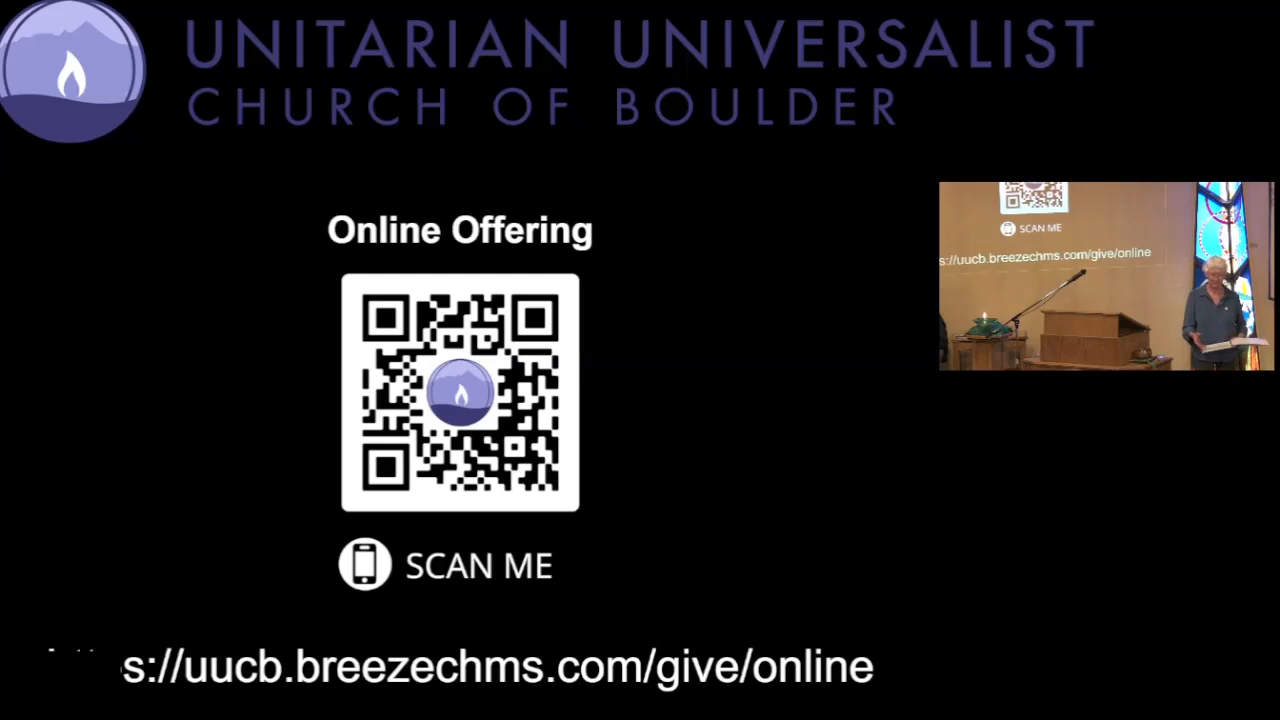 UNITARIAN UNIVERSALIST
CHURCH OF BOULDER
Online Offering
SCAN ME
s://uucb.breezechms.com/give/online
SCAN ME
s://uucb.breezechms.com/give/online